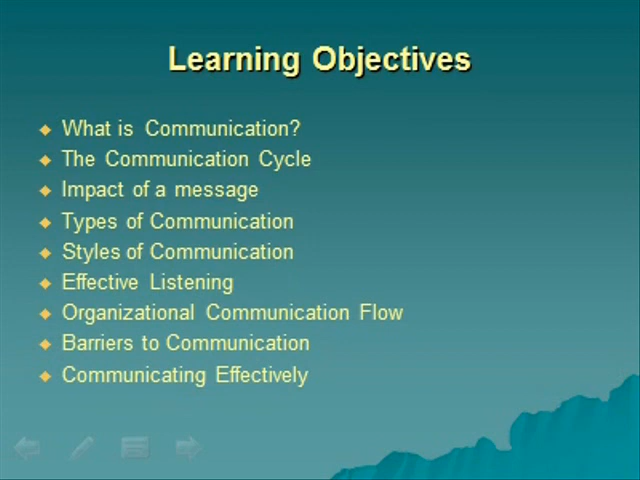 Learning Objectives
What is Communication?
The Communication Cycle
Impact of a message
Types of Communication
Styles of Communication
Effective Listening
Organizational Communication Flow
Barriers to Communication
Communicating Effectively